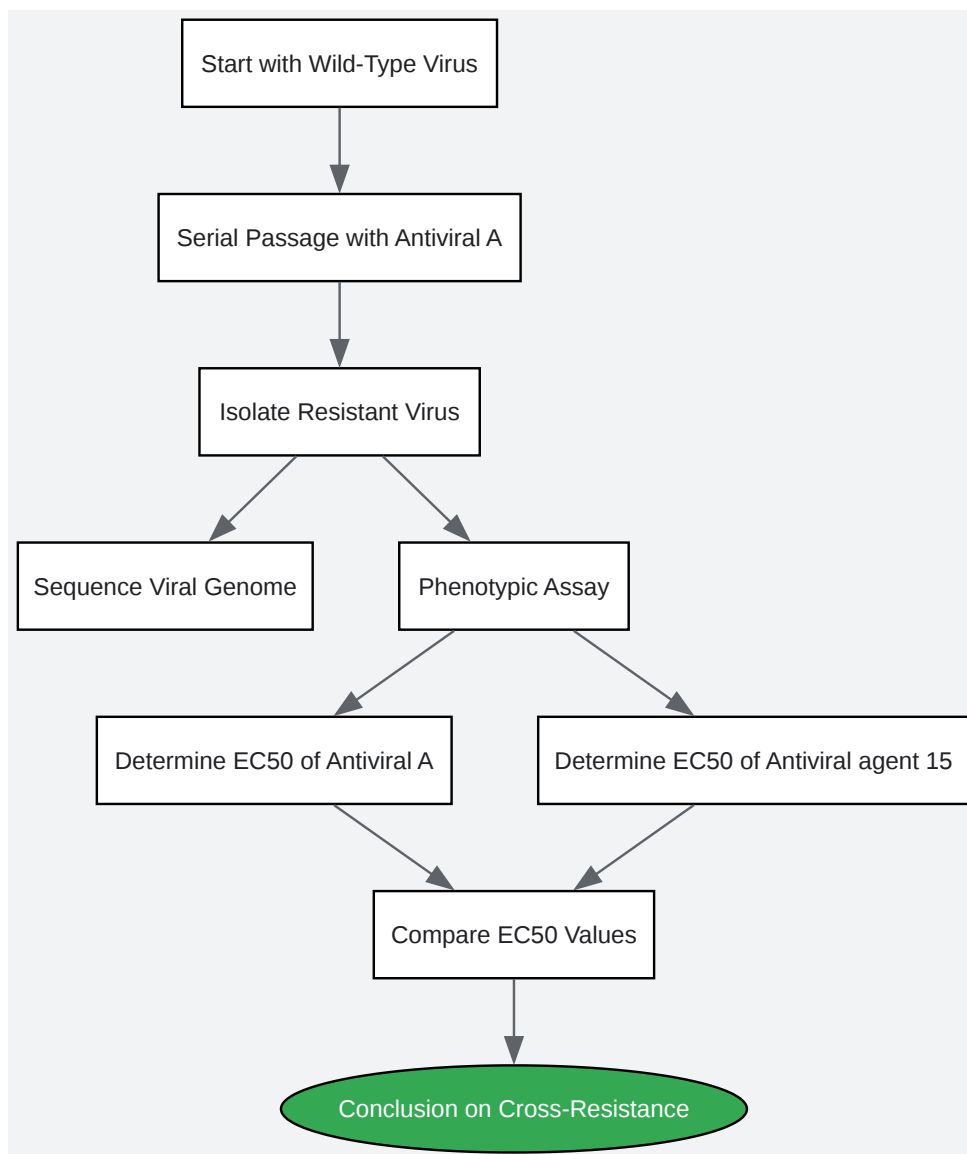 Start with Wild-Type Virus
Serial Passage with Antiviral A
Isolate Resistant Virus
Sequence Viral Genome
Phenotypic Assay
Determine EC50 of Antiviral A
Determine EC50 of Antiviral agent 15
Compare EC50 Values
Conclusion on Cross-Resistance